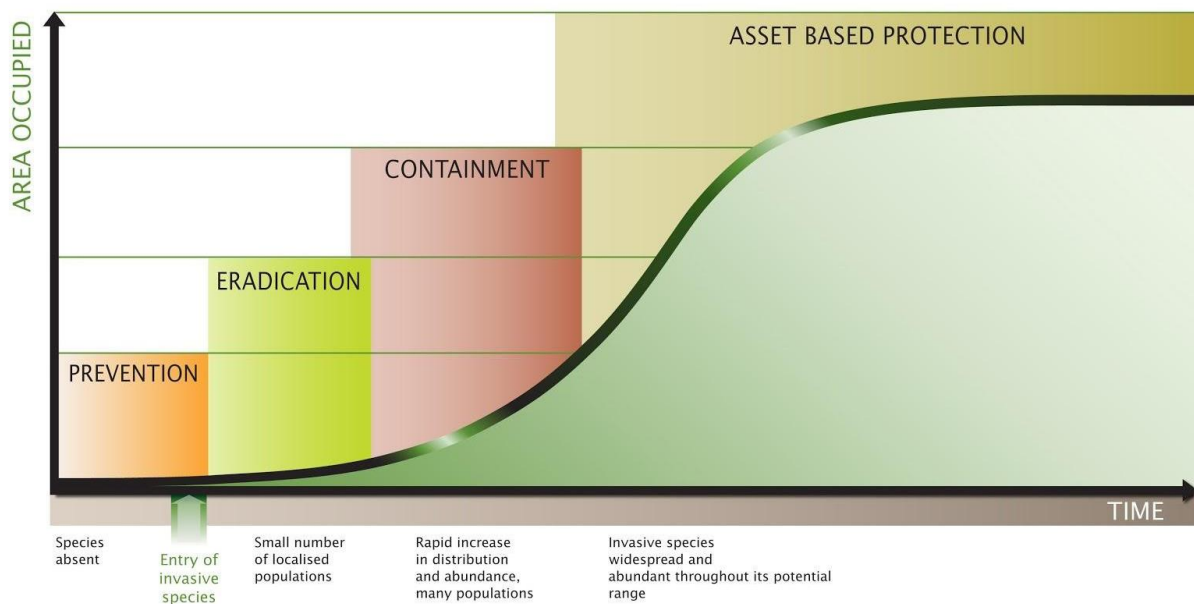 AREA OCCUPIED
ASSET BASED PROTECTION
CONTAINMENT
ERADICATION
PREVENTION
TIME
Species
absent
Entry of
invasive
species
Small number
of localised
populations
Rapid increase
in distribution
and abundance,
many populations
Invasive species
widespread and
abundant throughout its potential
range